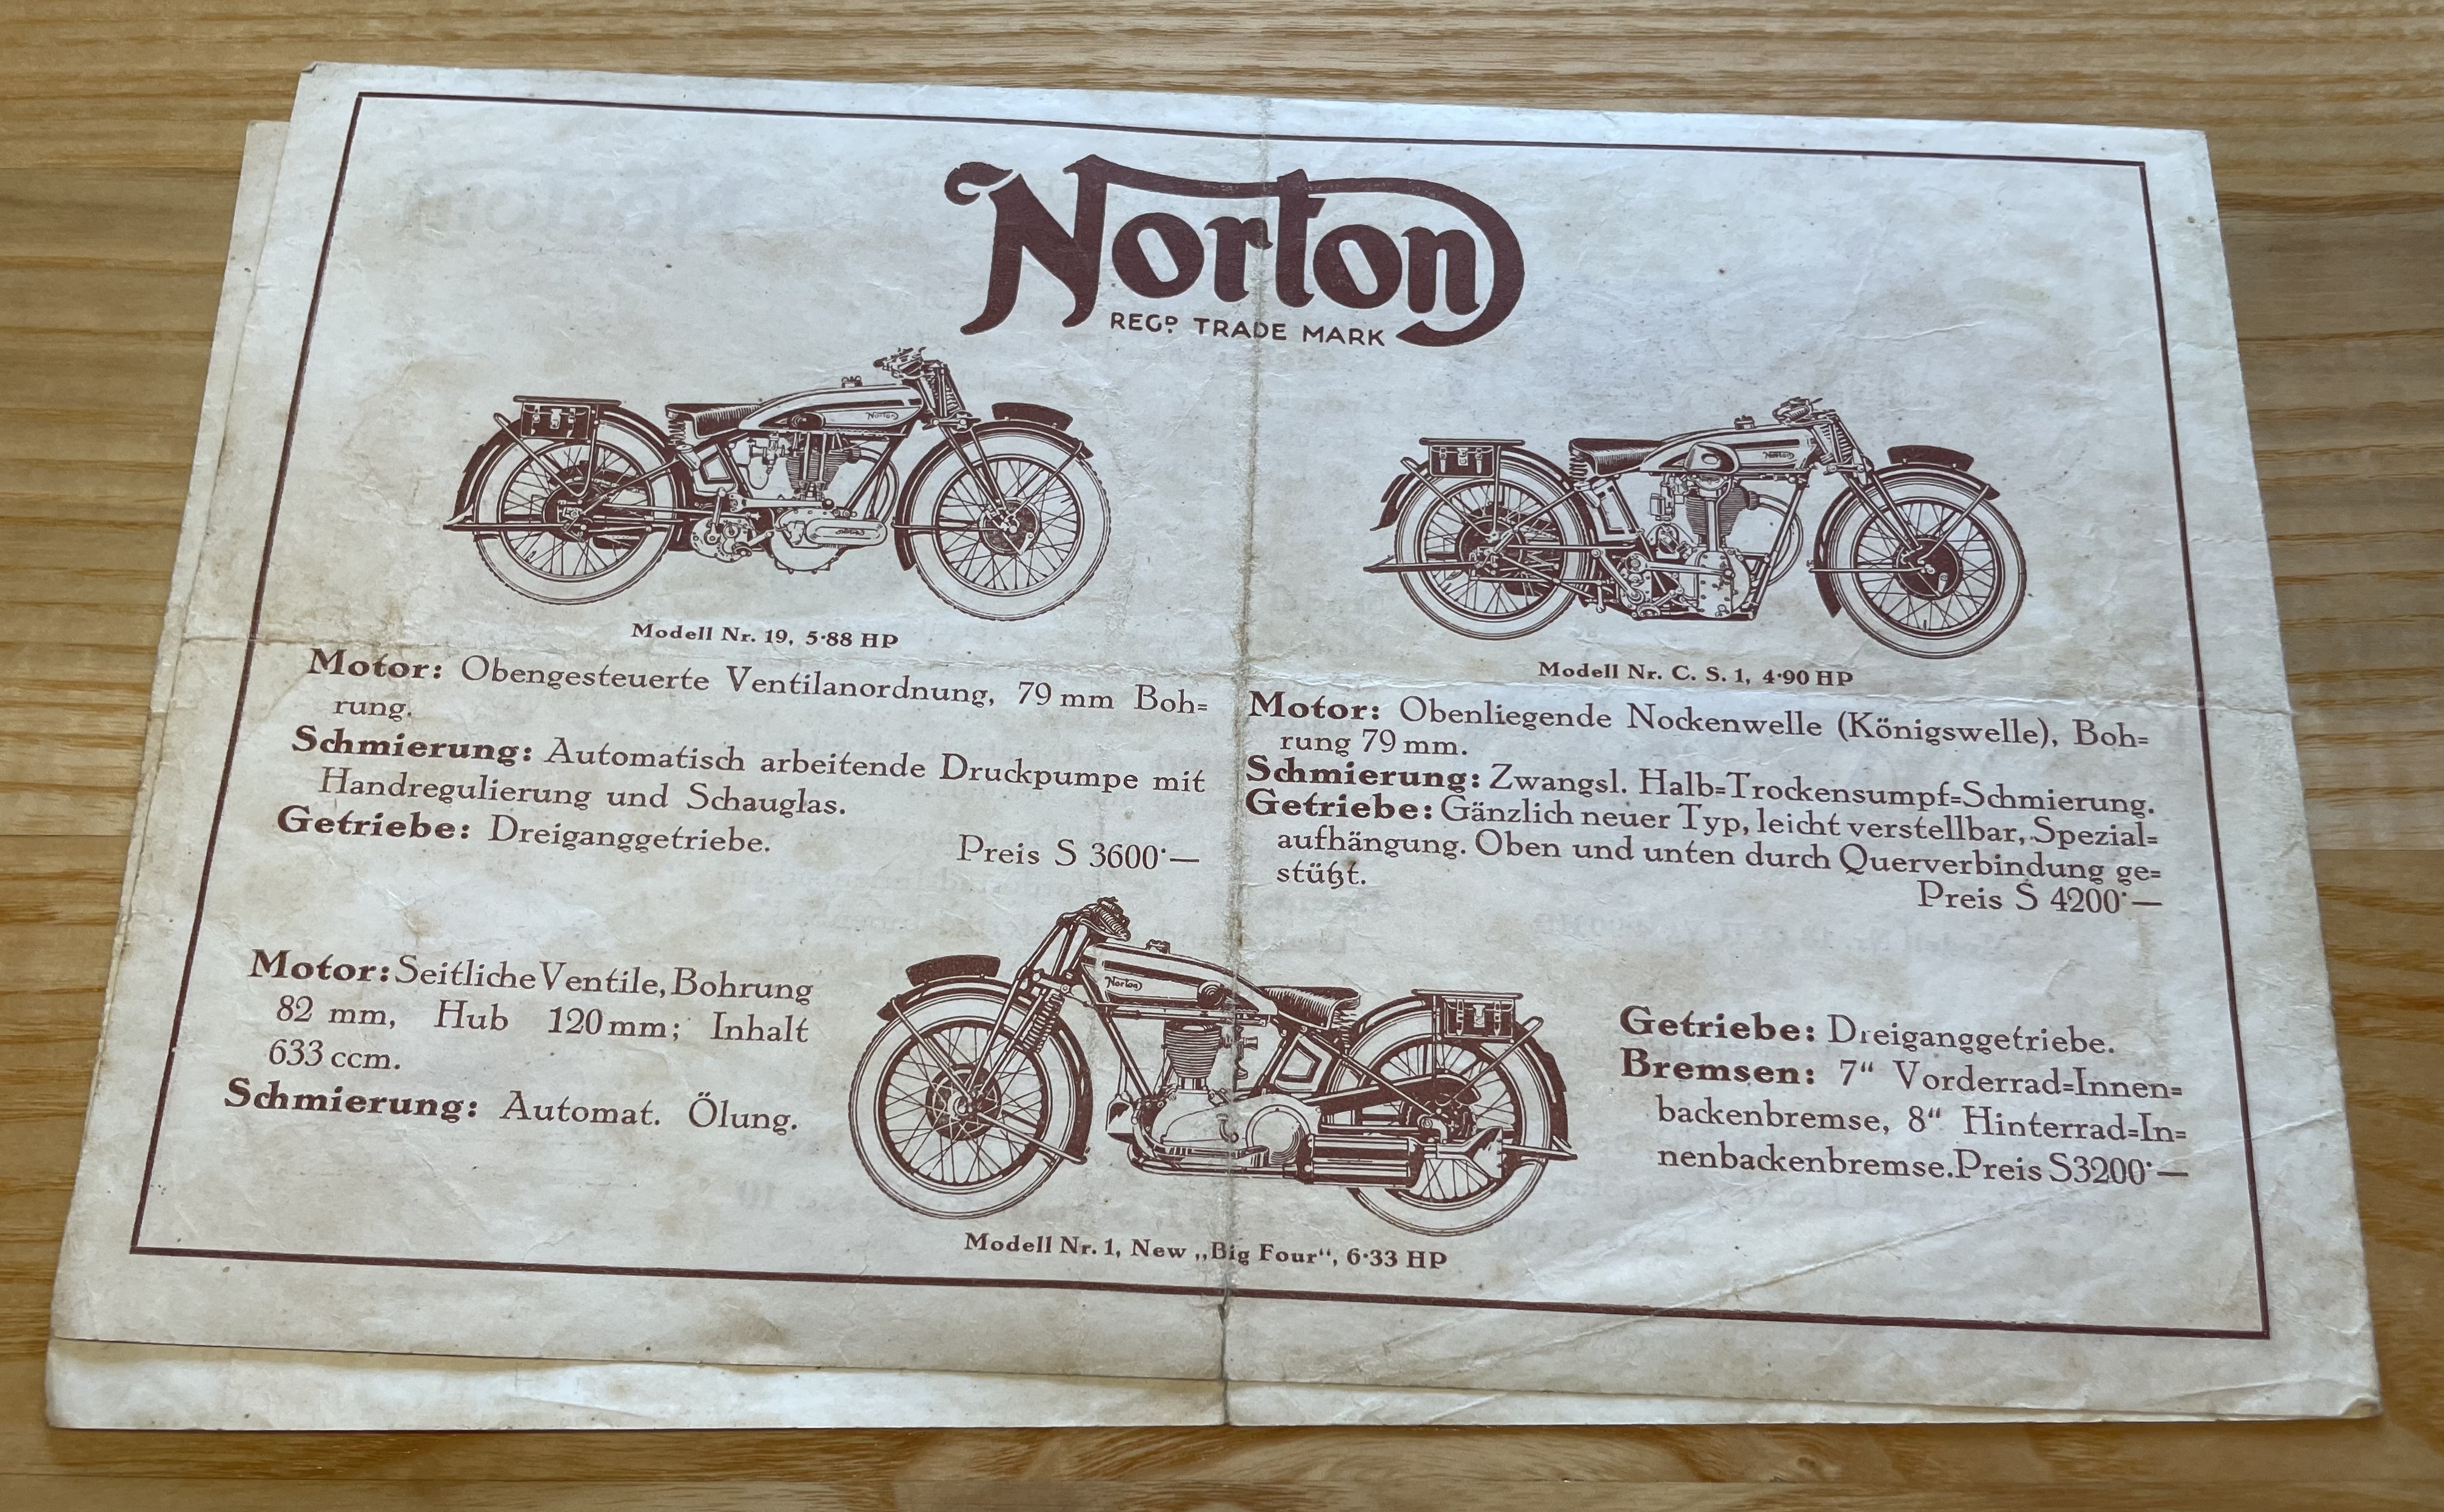 Norton
REGD TRADE MARK
Norton
Norton
Norton
Modell Nr. 19, 5·88 HP
Motor: Obengesteuerte Ventilanordnung, 79 mm Boh=
rung.
Schmierung: Automatisch arbeitende Druckpumpe mit
Handregulierung und Schauglas.
Getriebe: Dreiganggetriebe.
Preis S 3600·—
Modell Nr. C. S. 1, 4·90 HP
Motor: Obenliegende Nockenwelle (Königswelle), Boh=
rung 79 mm.
Schmierung: Zwangsl. Halb=Trockensumpf=Schmierung.
Getriebe: Gänzlich neuer Typ, leicht verstellbar, Spezial=
aufhängung. Oben und unten durch Querverbindung ge=
stützt.
Preis S 4200·—
Motor: Seitliche Ventile, Bohrung
82 mm, Hub 120 mm; Inhalt
633 ccm.
Schmierung: Automat. Ölung.
Norton
Getriebe: Dreiganggetriebe.
Bremsen: 7“ Vorderrad=Innen=
backenbremse, 8“ Hinterrad=In=
nenbackenbremse. Preis S 3200·—
Modell Nr. 1, New „Big Four“, 6·33 HP